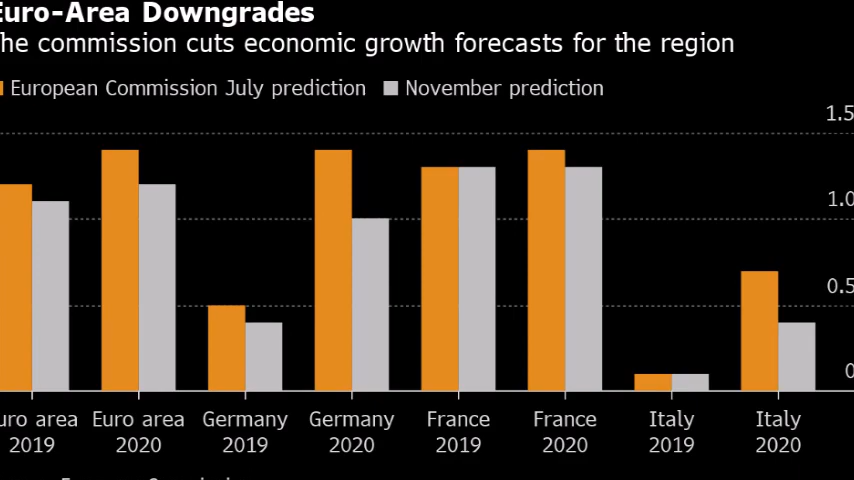 Euro-Area Downgrades
he commission cuts economic growth forecasts for the region
European Commission July prediction November prediction
1.5
1.0
0.5
0
uro area Euro area Germany Germany France France Italy Italy
2019 2020 2019 2020 2019 2020 2019 2020